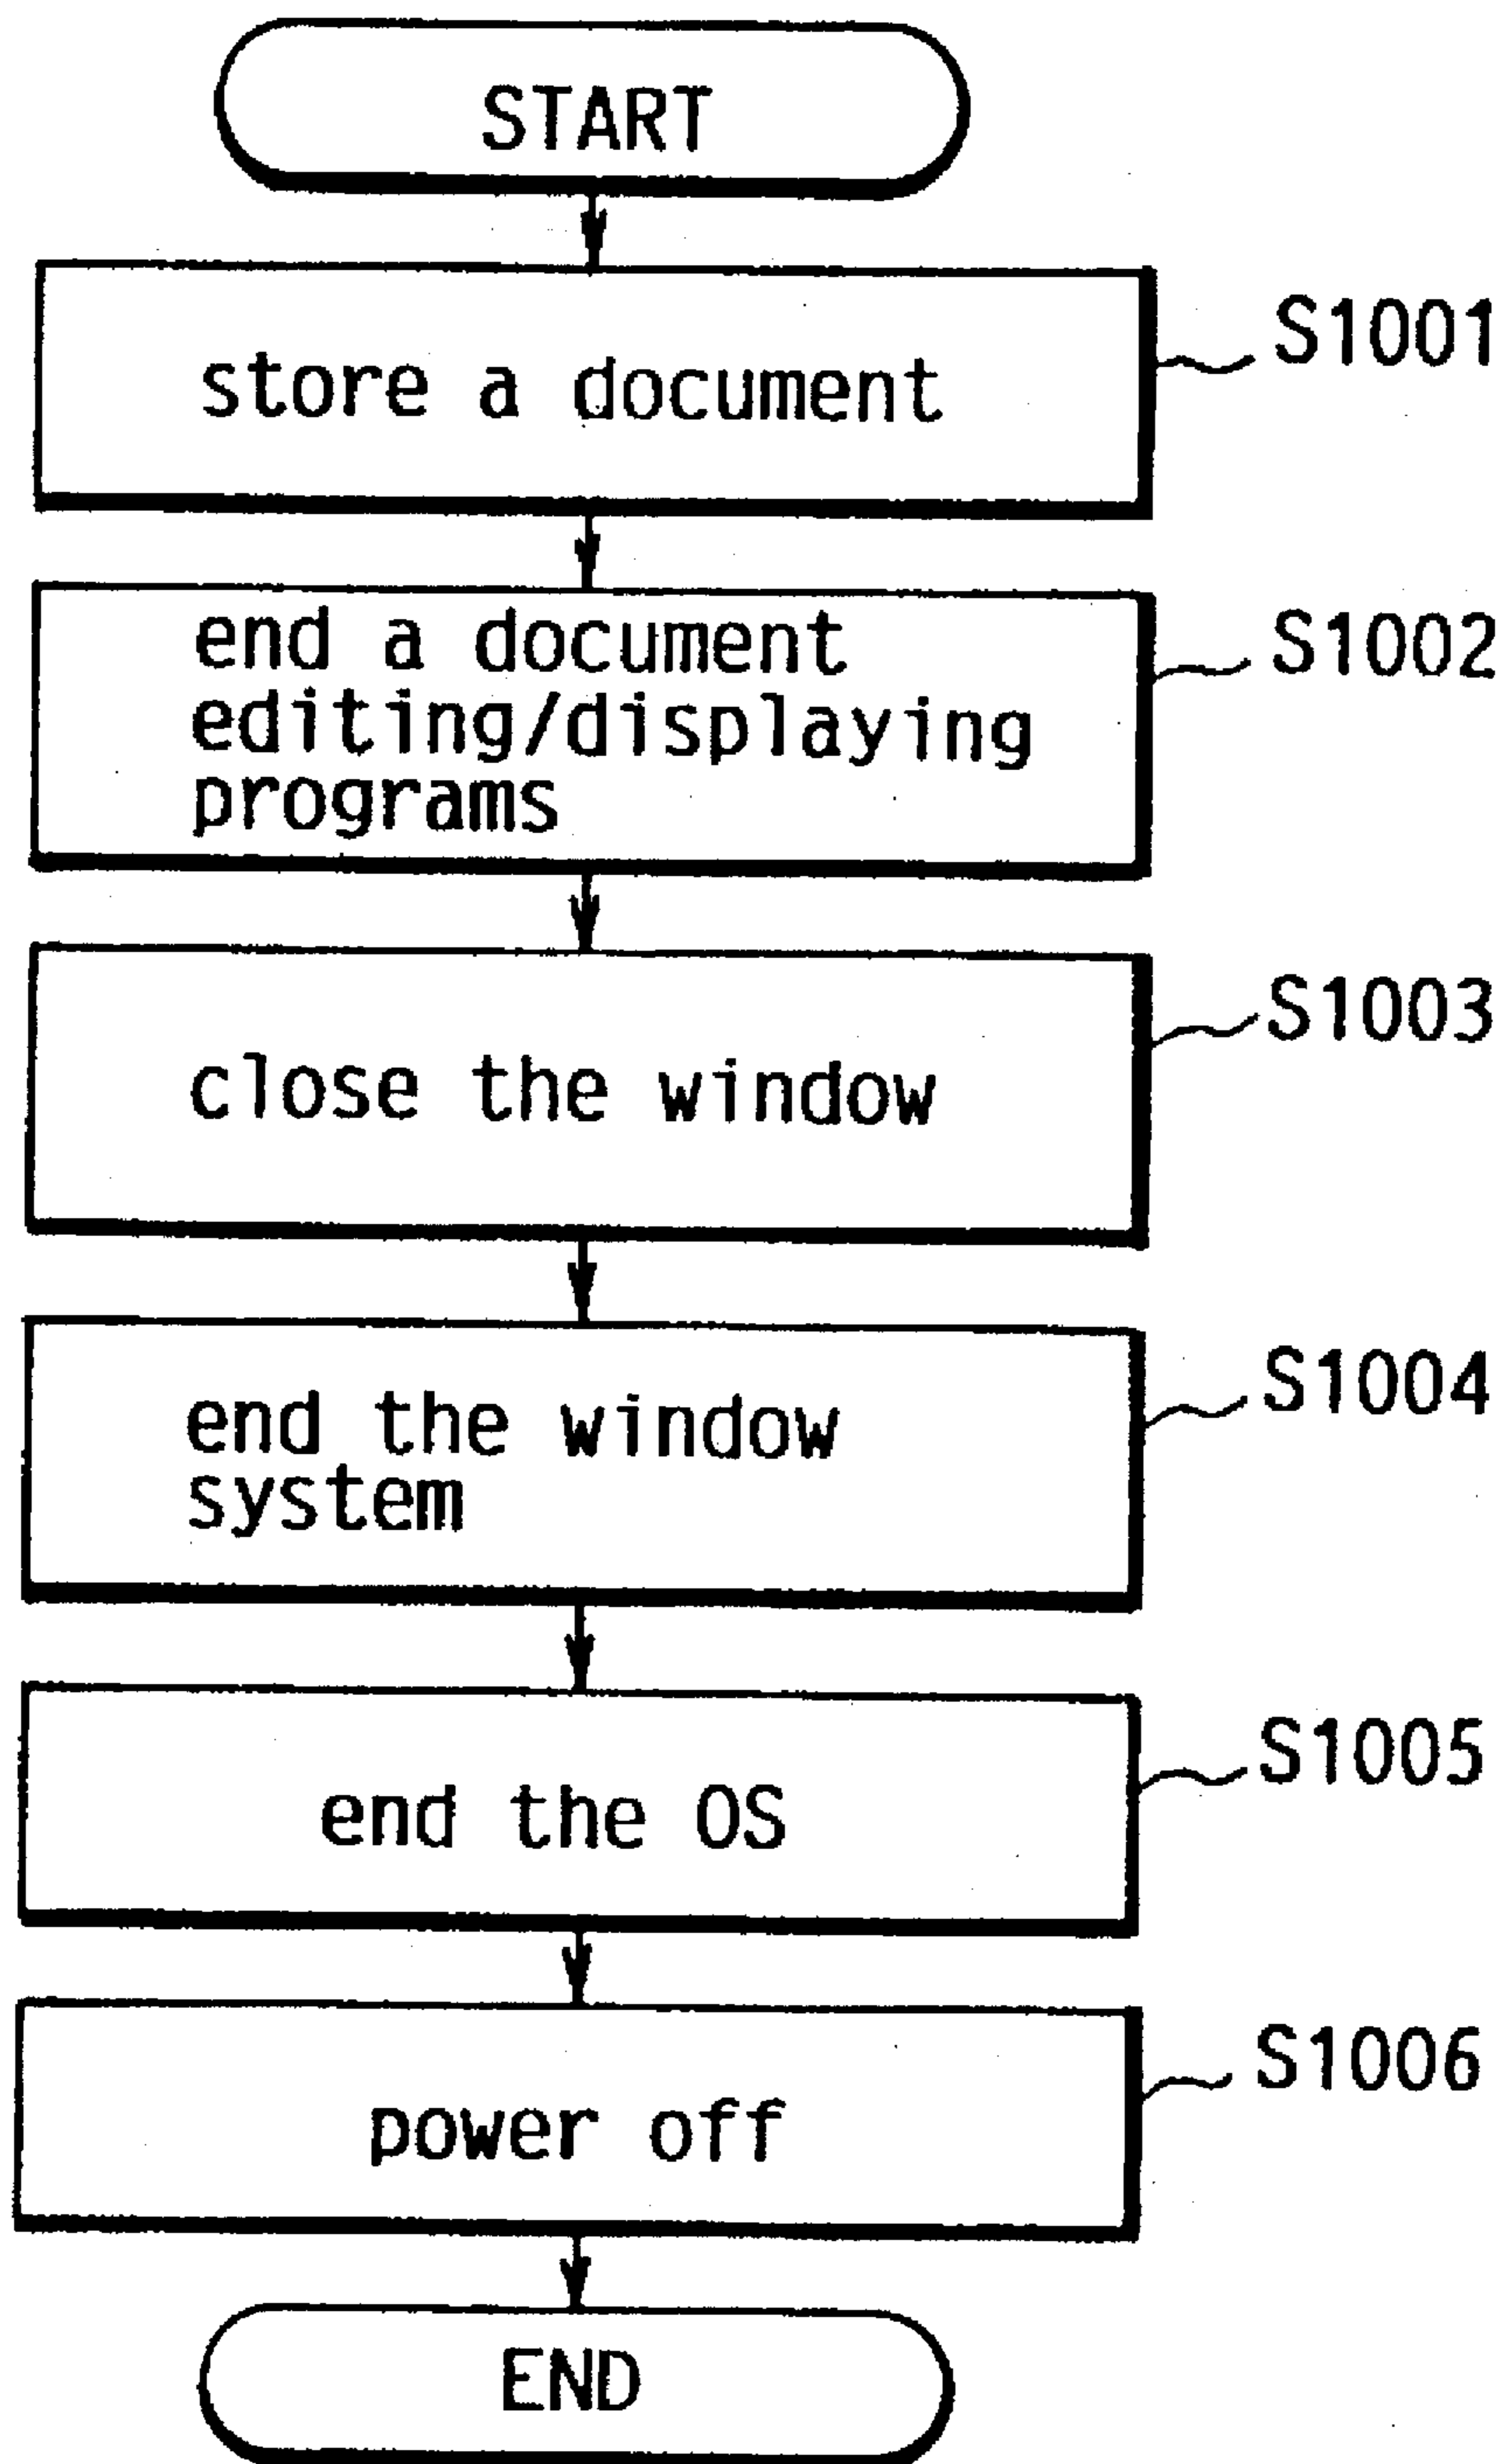 START
store a document
S1001
end a document
editing/displaying
programs
S1002
close the window
S1003
end the window
system
S1004
end the OS
S1005
power off
S1006
END